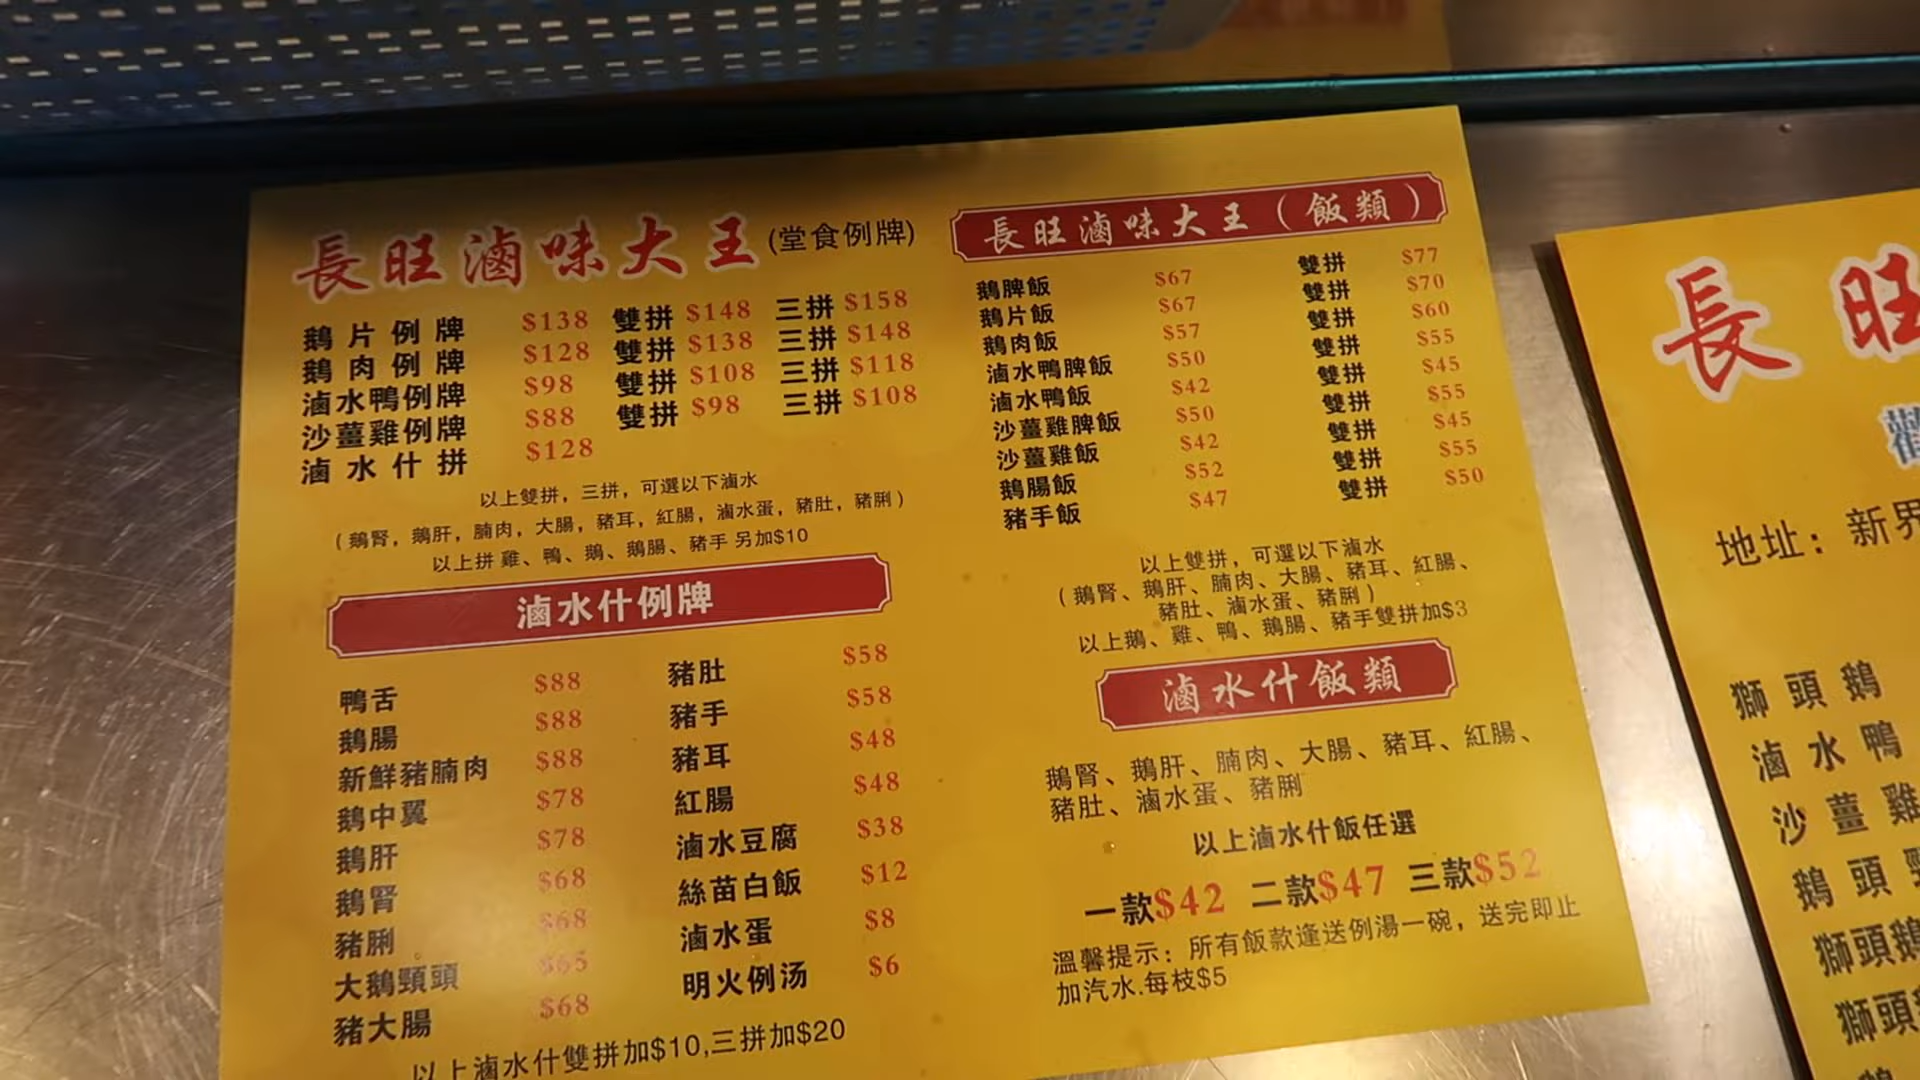 長旺滷味大王(堂食例牌)
鵝片例牌 $138 雙拼 $148 三拼 $158
鵝肉例牌 $128 雙拼 $138 三拼 $148
滷水鴨例牌 $98 雙拼 $108 三拼 $118
沙薑雞例牌 $88 雙拼 $98 三拼 $108
滷水什拼 $128
以上雙拼，三拼，可選以下滷水
(鵝腎，鵝肝，腩肉，大腸，豬耳，紅腸，滷水蛋，豬肚，豬脷)
以上拼 雞、鴨、鵝、鵝腸、豬手 另加$10
滷水什例牌
鴨舌 $88 豬肚 $58
鵝腸 $88 豬手 $58
新鮮豬腩肉 $88 豬耳 $48
鵝中翼 $78 紅腸 $48
鵝肝 $78 滷水豆腐 $38
鵝腎 $68 絲苗白飯 $12
豬脷 $68 滷水蛋 $8
大鵝頸頭 $65 明火例汤 $6
豬大腸 $68
以上滷水什雙拼加$10,三拼加$20
長旺滷味大王（飯類）
鵝脾飯 $67 雙拼 $77
鵝片飯 $67 雙拼 $70
鵝肉飯 $57 雙拼 $60
滷水鴨脾飯 $50 雙拼 $55
滷水鴨飯 $42 雙拼 $45
沙薑雞脾飯 $50 雙拼 $55
沙薑雞飯 $42 雙拼 $45
鵝腸飯 $52 雙拼 $55
豬手飯 $47 雙拼 $50
以上雙拼，可選以下滷水
(鵝腎、鵝肝、腩肉、大腸、豬耳、紅腸、
豬肚、滷水蛋、豬脷)
以上鵝、雞、鴨、鵝腸、豬手雙拼加$3
滷水什飯類
鵝腎、鵝肝、腩肉、大腸、豬耳、紅腸、
豬肚、滷水蛋、豬脷
以上滷水什飯任選
一款$42 二款$47 三款$52
溫馨提示：所有飯款逢送例湯一碗，送完即止
加汽水.每枝$5
長旺
地址：新界
獅頭鵝
滷水鴨
沙薑雞
鵝頭
獅頭鵝
獅頭